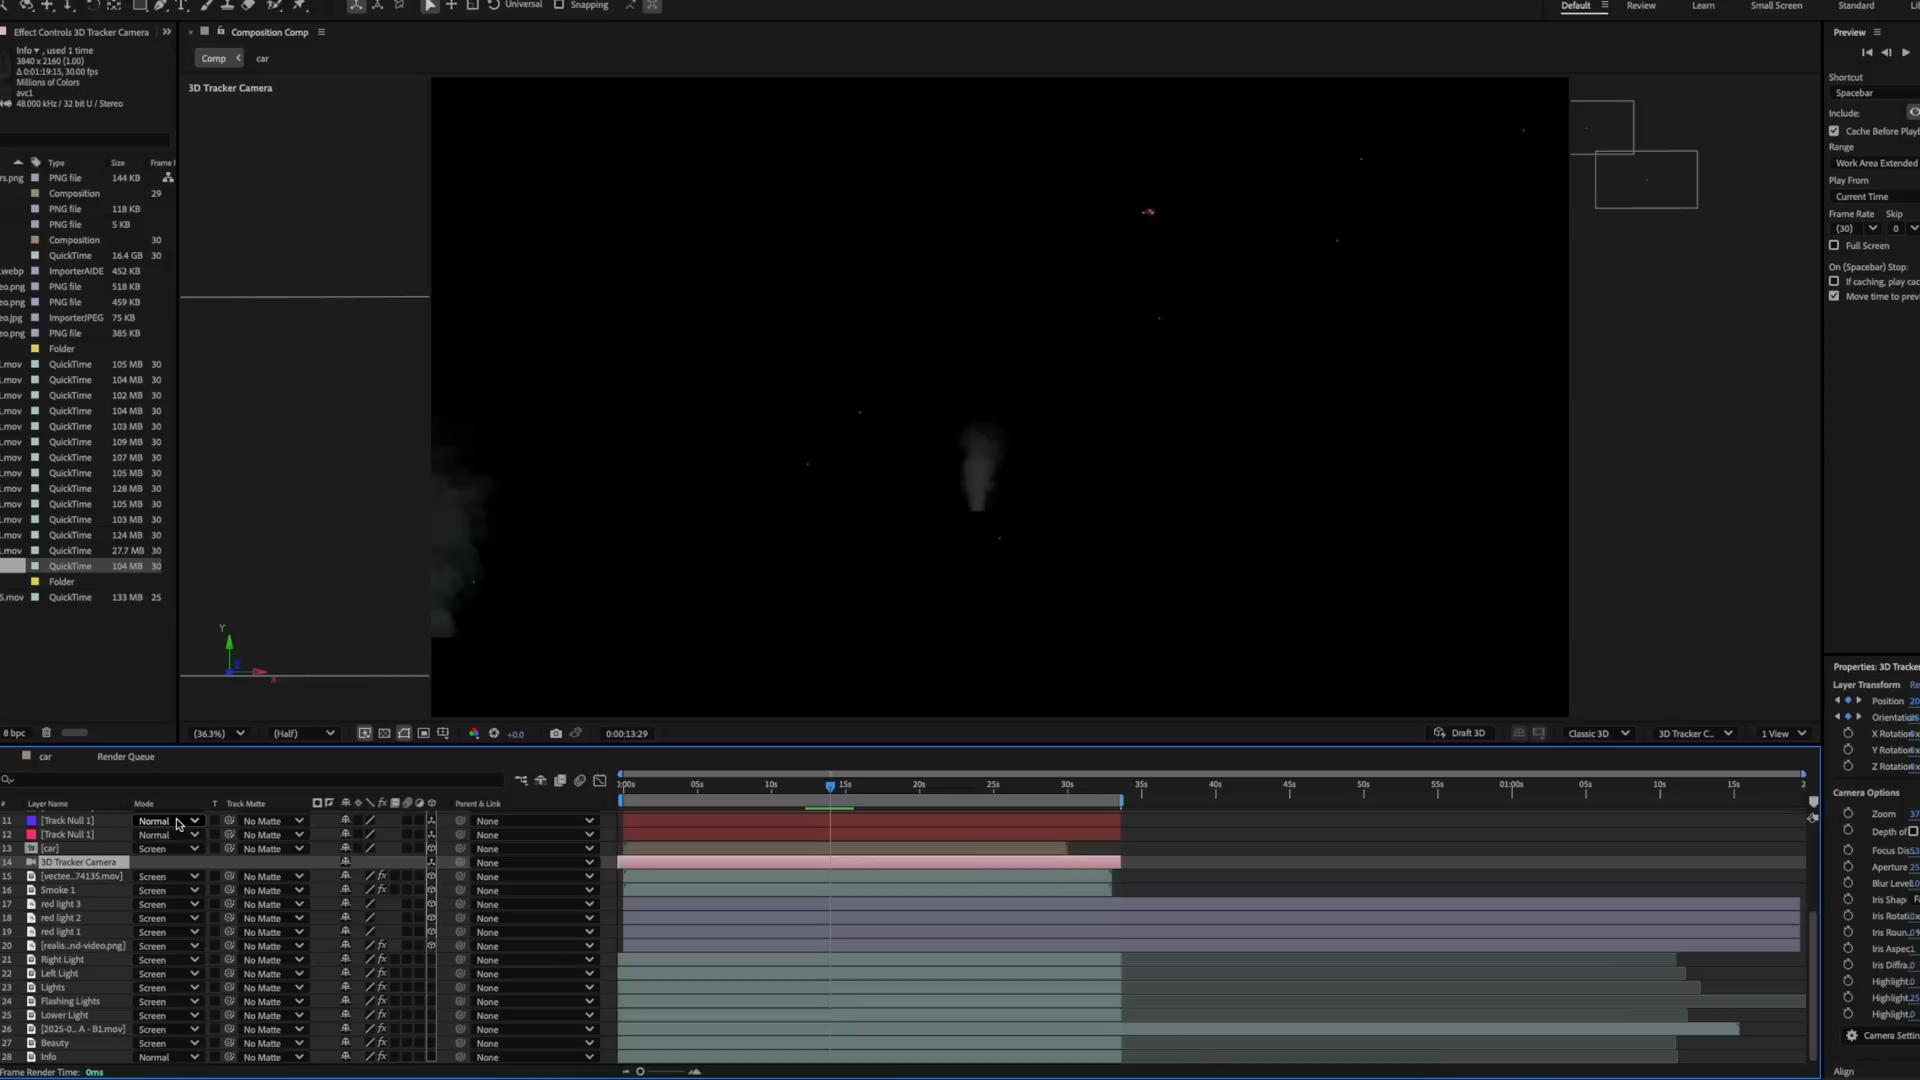 Universal
Snapping
Default
Review
Learn
Small Screen
Standard
Effect Controls 3D Tracker Camera
Info ▾ , used 1 time
3840 x 2160 (1.00)
Δ 0:01:19:15, 30.00 fps
Millions of Colors
avc1
48.000 kHz / 32 bit U / Stereo
Composition Comp
Comp
car
3D Tracker Camera
Preview
Shortcut
Spacebar
Include:
Cache Before Playb
Range
Work Area Extended
Play From
Current Time
Frame Rate Skip
(30) 0
Full Screen
On (Spacebar) Stop:
If caching, play cac
Move time to previ
Type Size Frame
rs.png PNG file 144 KB
Composition 29
PNG file 118 KB
PNG file 5 KB
Composition 30
QuickTime 16.4 GB 30
.webp ImporterAIDE 452 KB
eo.png PNG file 518 KB
eo.png PNG file 459 KB
eo.jpg ImporterJPEG 75 KB
eo.png PNG file 385 KB
Folder
.mov QuickTime 105 MB 30
.mov QuickTime 104 MB 30
.mov QuickTime 102 MB 30
.mov QuickTime 104 MB 30
.mov QuickTime 103 MB 30
.mov QuickTime 109 MB 30
.mov QuickTime 107 MB 30
.mov QuickTime 105 MB 30
.mov QuickTime 128 MB 30
.mov QuickTime 105 MB 30
.mov QuickTime 103 MB 30
.mov QuickTime 124 MB 30
.mov QuickTime 27.7 MB 30
QuickTime 104 MB 30
Folder
5.mov QuickTime 133 MB 25
Y
X
8 bpc
(36.3%)
(Half)
+0.0
0:00:13:29
Draft 3D
Classic 3D
3D Tracker C...
1 View
Properties: 3D Tracke
Layer Transform Re
Position 20
Orientation
X Rotation
Y Rotation
Z Rotation
Camera Options
Zoom 37
Depth of
Focus Dis
Aperture 25
Blur Level
Iris Shap
Iris Rotati
Iris Roun
Iris Aspec
Iris Diffra
Highlight
Highlight
Highlight
Camera Settin
Align
car
Render Queue
:00s 05s 10s 15s 20s 25s 30s 35s 40s 45s 50s 55s 01:00s 05s 10s 15s 2
# Layer Name Mode T Track Matte Parent & Link
11 [Track Null 1] Normal No Matte None
12 [Track Null 1] Normal No Matte None
13 [car] Screen No Matte None
14 3D Tracker Camera None
15 [vectee..74135.mov] Screen No Matte None
16 Smoke 1 Screen No Matte None
17 red light 3 Screen No Matte None
18 red light 2 Screen No Matte None
19 red light 1 Screen No Matte None
20 [realis...nd-video.png] Screen No Matte None
21 Right Light Screen No Matte None
22 Left Light Screen No Matte None
23 Lights Screen No Matte None
24 Flashing Lights Screen No Matte None
25 Lower Light Screen No Matte None
26 [2025-0... A - B1.mov] Screen No Matte None
27 Beauty Screen No Matte None
28 Info Normal No Matte None
Frame Render Time: 0ms